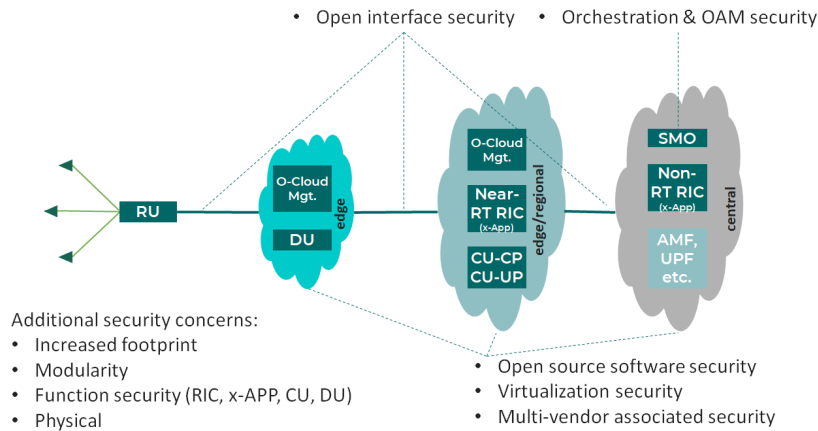 • Open interface security
• Orchestration & OAM security
RU
O-Cloud
Mgt.
DU
edge
O-Cloud
Mgt.
Near-
RT RIC
(x-App)
CU-CP
CU-UP
edge/regional
SMO
Non-
RT RIC
(x-App)
AMF,
UPF
etc.
central
Additional security concerns:
• Increased footprint
• Modularity
• Function security (RIC, x-APP, CU, DU)
• Physical
• Open source software security
• Virtualization security
• Multi-vendor associated security